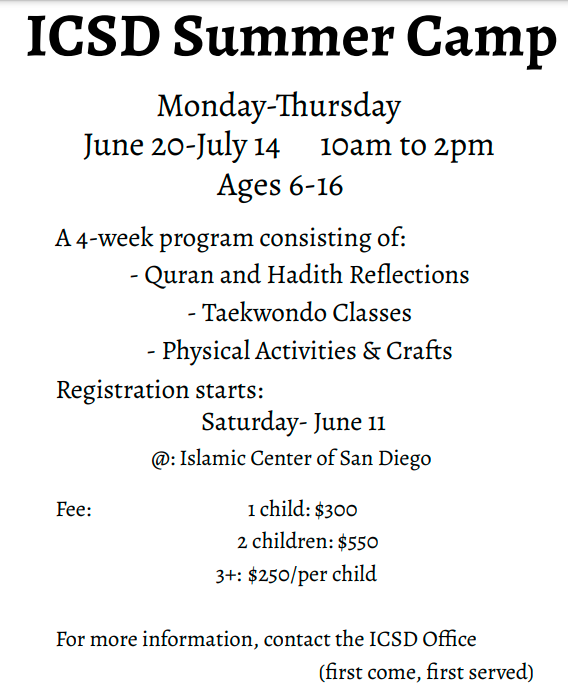 ICSD Summer Camp
Monday-Thursday
June 20-July 14 10am to 2pm
Ages 6-16
A 4-week program consisting of:
- Quran and Hadith Reflections
- Taekwondo Classes
- Physical Activities & Crafts
Registration starts:
Saturday- June 11
@: Islamic Center of San Diego
Fee: 1 child: $300
2 children: $550
3+: $250/per child
For more information, contact the ICSD Office
(first come, first served)